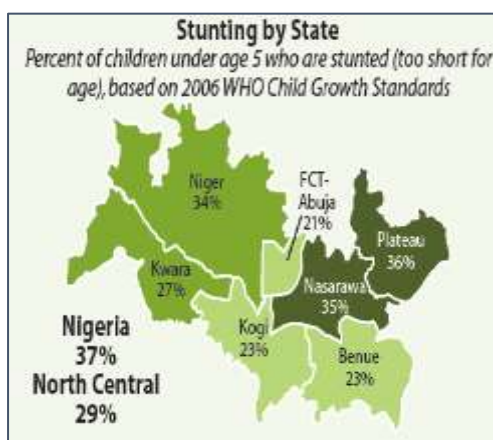 Stunting by State
Percent of children under age 5 who are stunted (too short for
age), based on 2006 WHO Child Growth Standards
Niger
34%
FCT-
Abuja
21%
Plateau
36%
Kwara
27%
Nasarawa
35%
Kogi
23%
Benue
23%
Nigeria
37%
North Central
29%